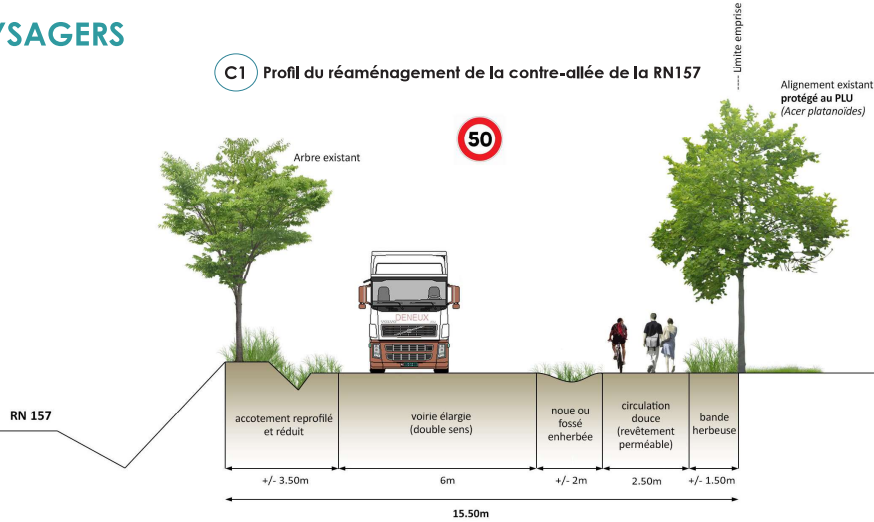 YSAGERS
C1 Profil du réaménagement de la contre-allée de la RN157
Limite emprise
Alignement existant
protégé au PLU
(Acer platanoïdes)
50
Arbre existant
DENEUX
RN 157
accotement reprofilé
et réduit
voirie élargie
(double sens)
noue ou
fossé
enherbée
circulation
douce
(revêtement
perméable)
bande
herbeuse
+/- 3.50m
6m
+/- 2m
2.50m
+/- 1.50m
15.50m